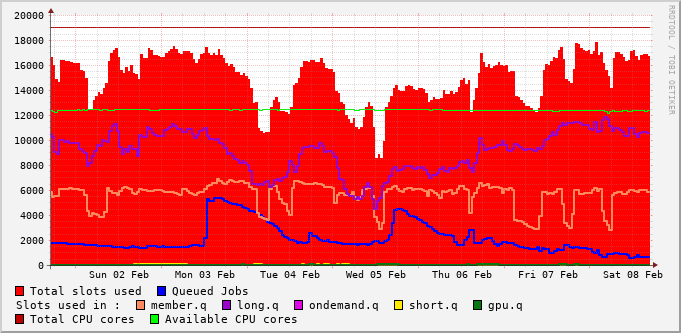 20000
18000
16000
14000
12000
10000
8000
6000
4000
2000
0
Sun 02 Feb Mon 03 Feb Tue 04 Feb Wed 05 Feb Thu 06 Feb Fri 07 Feb Sat 08 Feb
Total slots used Queued Jobs
Slots used in : member.q long.q ondemand.q short.q gpu.q
Total CPU cores Available CPU cores
RRDTOOL / TOBI OETIKER